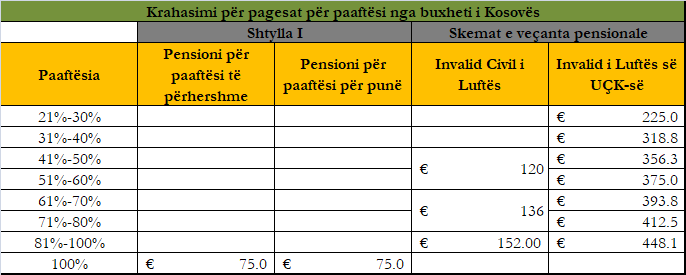 Krahasimi për pagesat për paaftësi nga buxheti i Kosovës
Shtylla I Skemat e veçanta pensionale
Paaftësia Pensioni për paaftësi të përhershme Pensioni për paaftësi për punë Invalid Civil i Luftës Invalid i Luftës së UÇK-së
21%-30% € 225.0
31%-40% € 318.8
41%-50% € 120 € 356.3
51%-60% € 375.0
61%-70% € 136 € 393.8
71%-80% € 412.5
81%-100% € 152.00 € 448.1
100% € 75.0 € 75.0